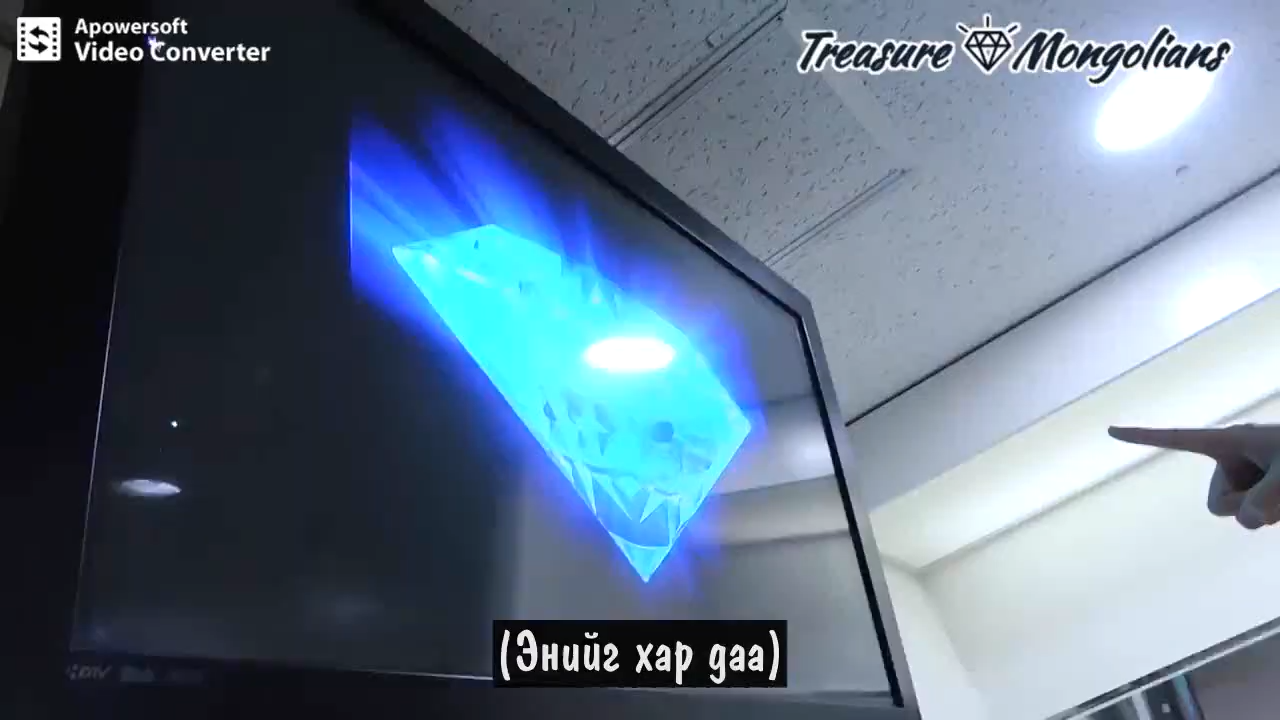 Apowersoft
Video Converter
Treasure Mongolians
(Энийг хар даа)